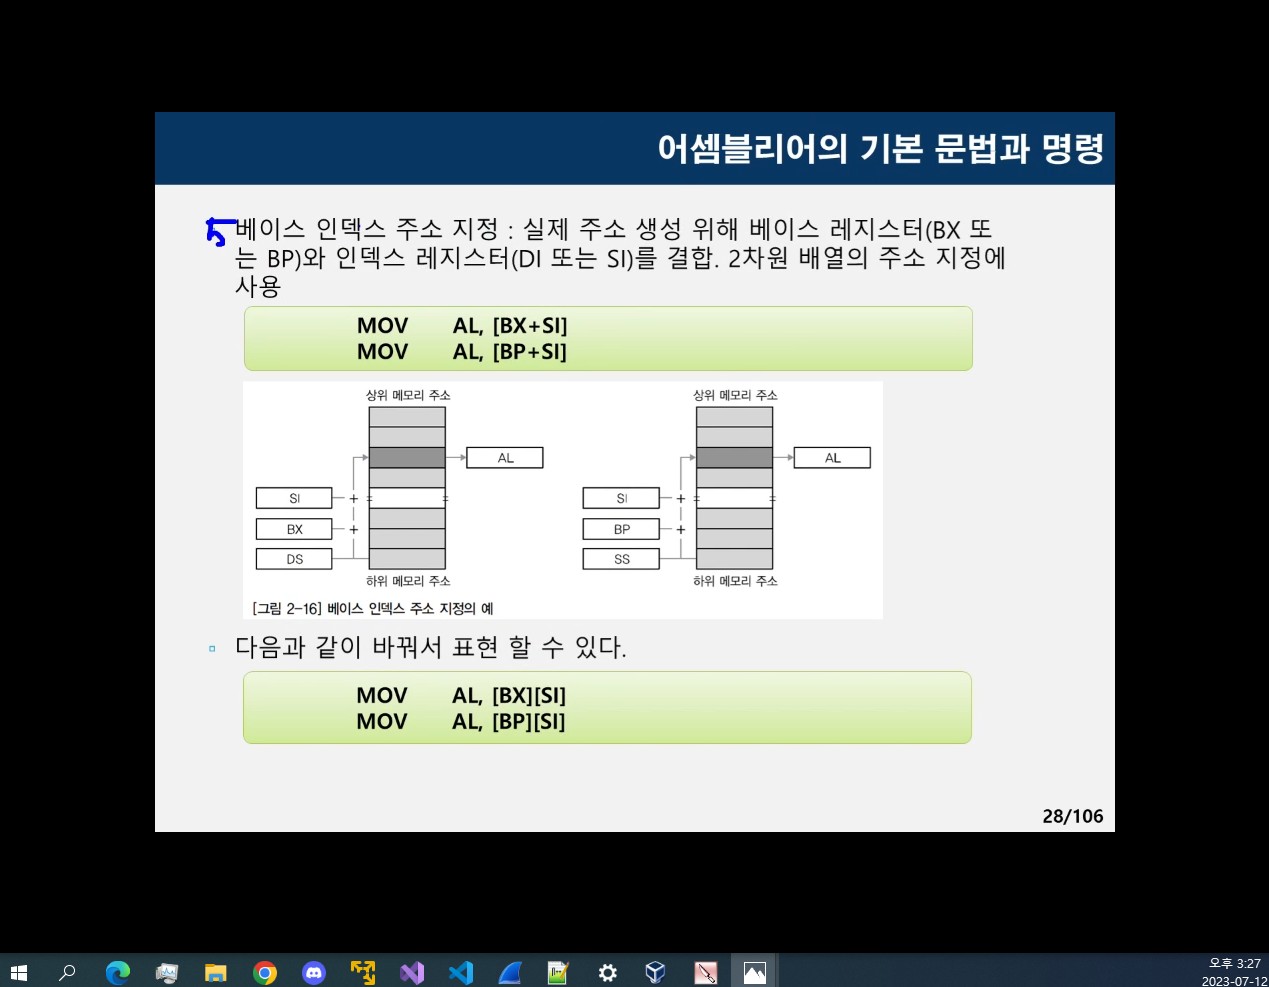 어셈블리어의 기본 문법과 명령
5
베이스 인덱스 주소 지정 : 실제 주소 생성 위해 베이스 레지스터(BX 또
는 BP)와 인덱스 레지스터(DI 또는 SI)를 결합. 2차원 배열의 주소 지정에
사용
MOV AL, [BX+SI]
MOV AL, [BP+SI]
상위 메모리 주소
AL
SI +
BX +
DS
하위 메모리 주소
상위 메모리 주소
AL
SI +
BP +
SS
하위 메모리 주소
[그림 2-16] 베이스 인덱스 주소 지정의 예
다음과 같이 바꿔서 표현 할 수 있다.
MOV AL, [BX][SI]
MOV AL, [BP][SI]
28/106
오후 3:27
2023-07-12